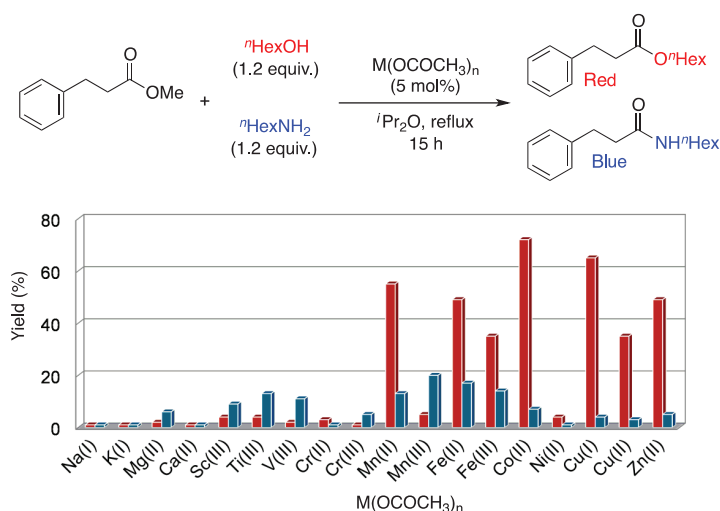 O
OMe
+
ⁿHexOH
(1.2 equiv.)
ⁿHexNH₂
(1.2 equiv.)
M(OCOCH₃)ₙ
(5 mol%)
ⁱPr₂O, reflux
15 h
O
OⁿHex
Red
O
NHⁿHex
Blue
Yield (%)
80
60
40
20
0
Na(I)
K(I)
Mg(II)
Ca(II)
Sc(III)
Ti(III)
V(III)
Cr(II)
Cr(III)
Mn(II)
Mn(III)
Fe(II)
Fe(III)
Co(II)
Ni(II)
Cu(I)
Cu(II)
Zn(II)
M(OCOCH₃)ₙ